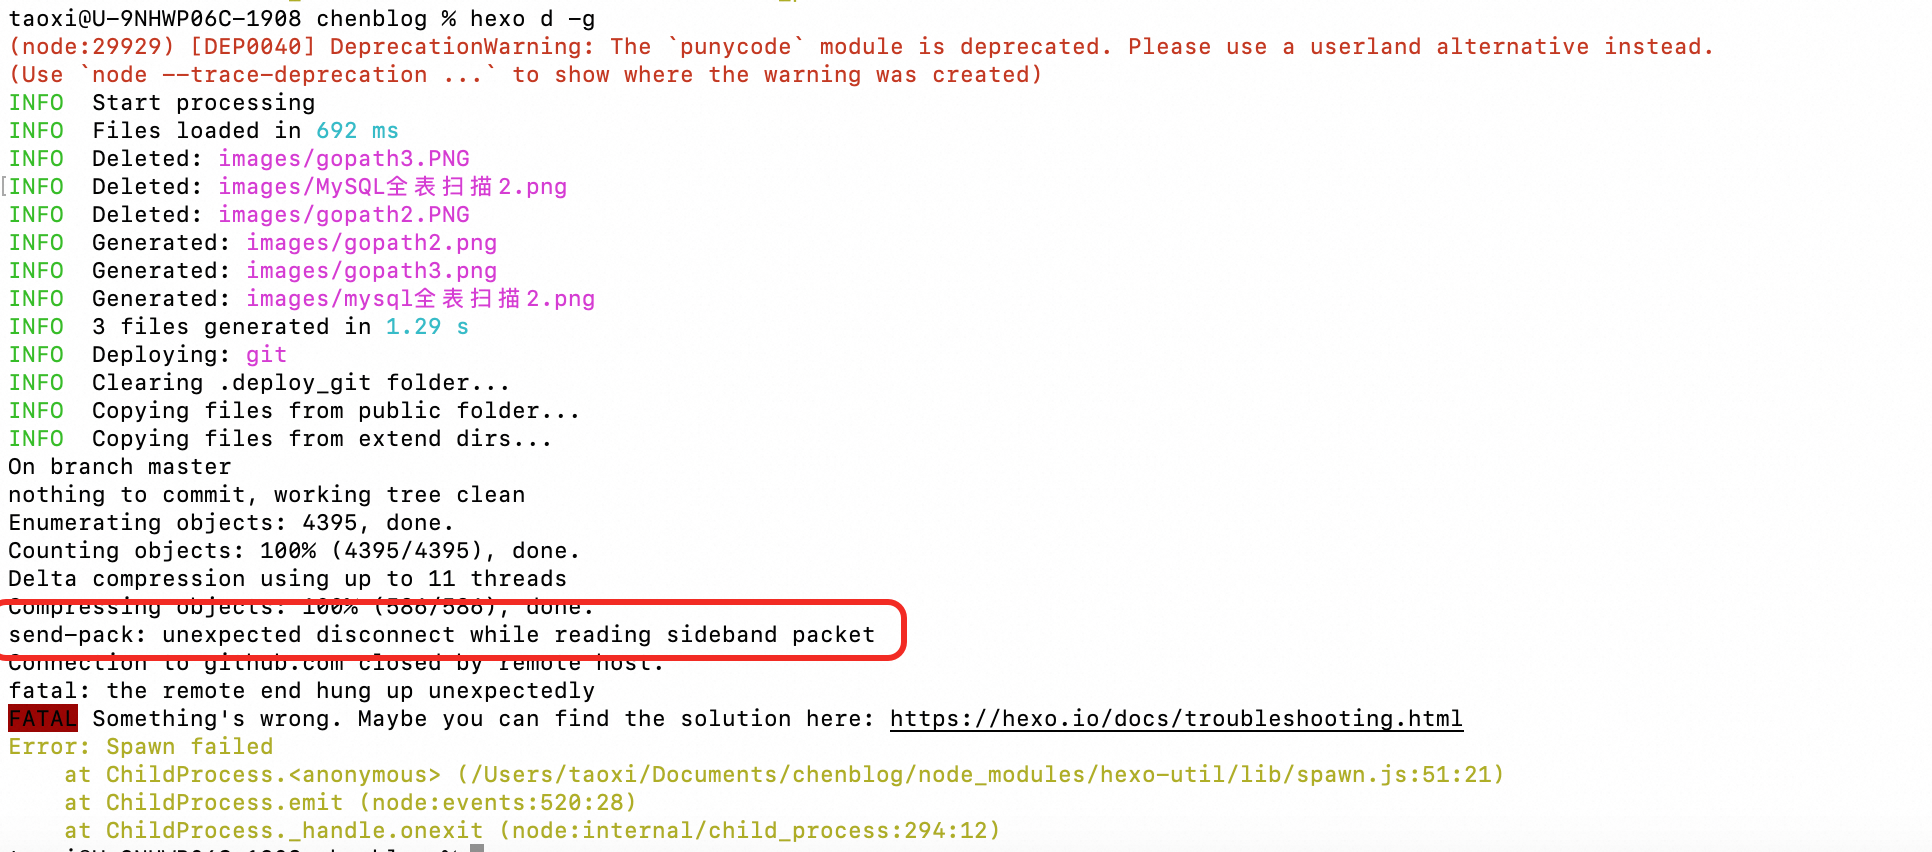 taoxi@U-9NHWP06C-1908 chenblog % hexo d -g
(node:29929) [DEP0040] DeprecationWarning: The `punycode` module is deprecated. Please use a userland alternative instead.
(Use `node --trace-deprecation ...` to show where the warning was created)
INFO  Start processing
INFO  Files loaded in 692 ms
INFO  Deleted: images/gopath3.PNG
[INFO  Deleted: images/MySQL全表扫描2.png
INFO  Deleted: images/gopath2.PNG
INFO  Generated: images/gopath2.png
INFO  Generated: images/gopath3.png
INFO  Generated: images/mysql全表扫描2.png
INFO  3 files generated in 1.29 s
INFO  Deploying: git
INFO  Clearing .deploy_git folder...
INFO  Copying files from public folder...
INFO  Copying files from extend dirs...
On branch master
nothing to commit, working tree clean
Enumerating objects: 4395, done.
Counting objects: 100% (4395/4395), done.
Delta compression using up to 11 threads
Compressing objects: 100% (586/586), done.
send-pack: unexpected disconnect while reading sideband packet
Connection to github.com closed by remote host.
fatal: the remote end hung up unexpectedly
FATAL Something's wrong. Maybe you can find the solution here: https://hexo.io/docs/troubleshooting.html
Error: Spawn failed
    at ChildProcess.<anonymous> (/Users/taoxi/Documents/chenblog/node_modules/hexo-util/lib/spawn.js:51:21)
    at ChildProcess.emit (node:events:520:28)
    at ChildProcess._handle.onexit (node:internal/child_process:294:12)
taoxi@U-9NHWP06C-1908 chenblog %